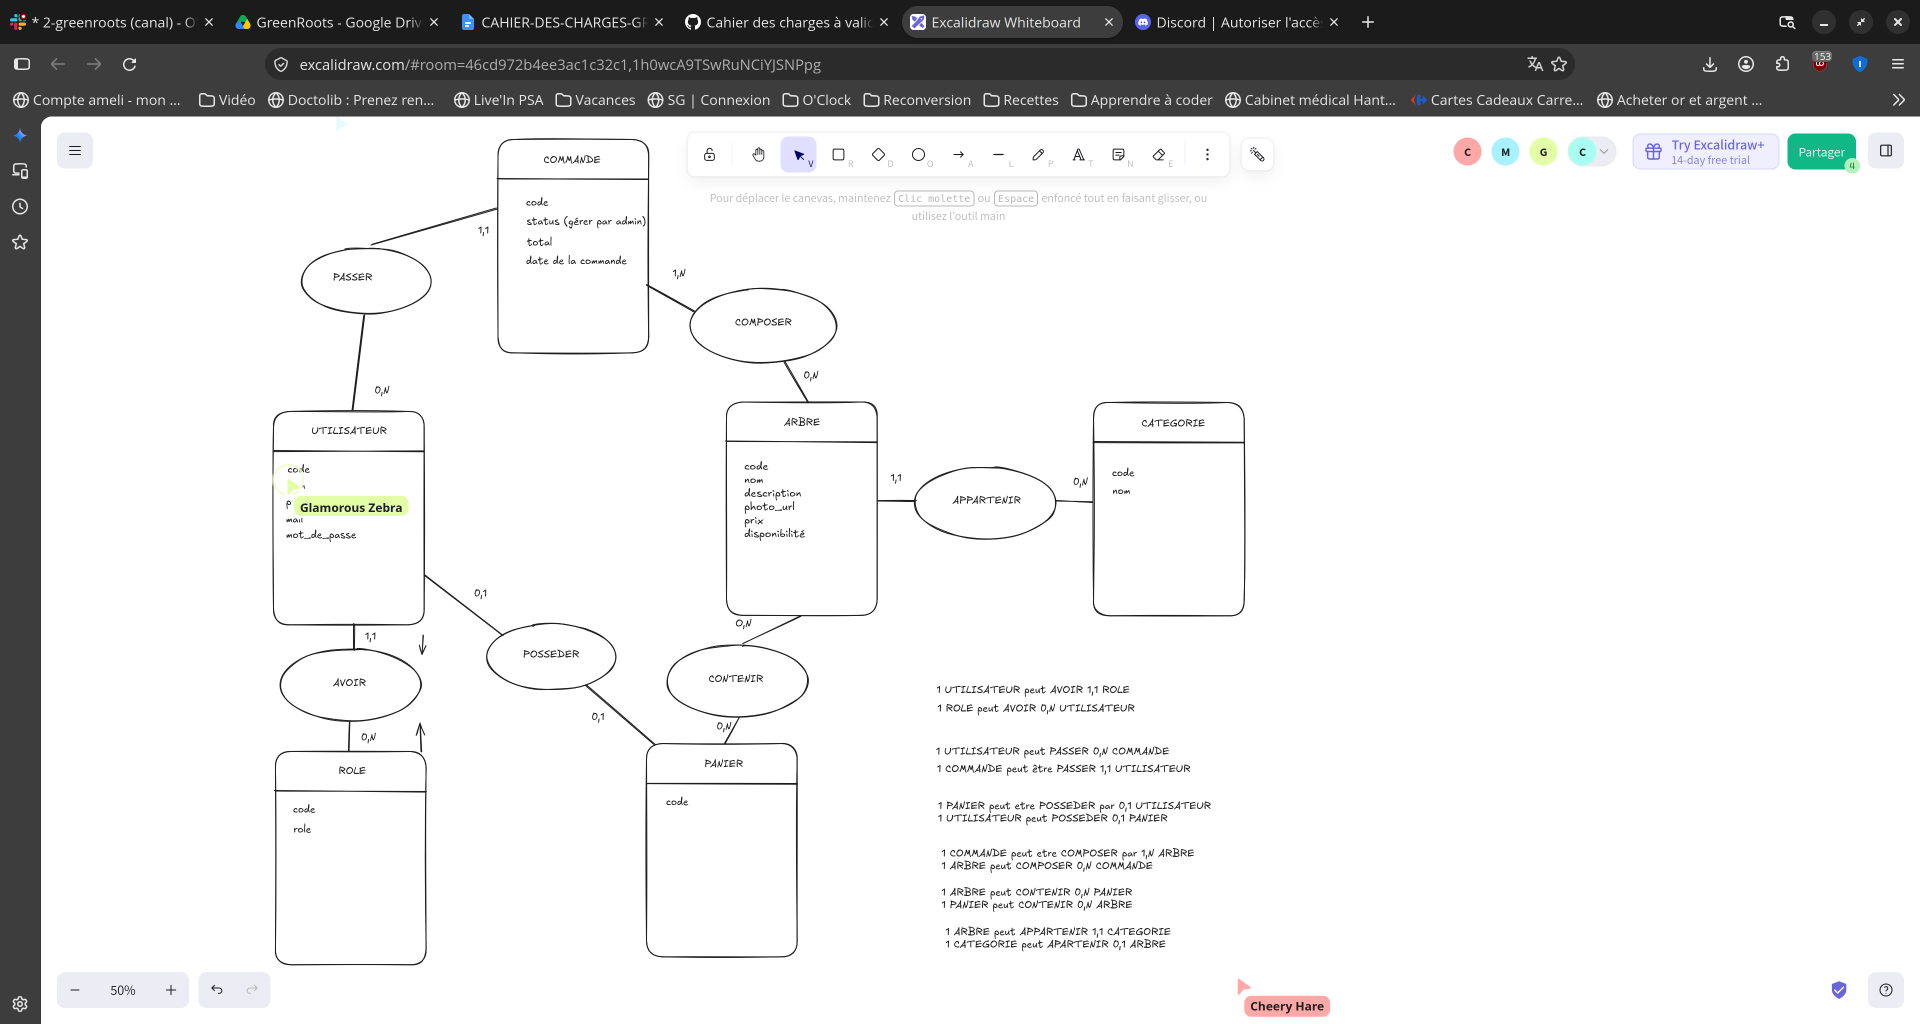 * 2-greenroots (canal) - O
GreenRoots - Google Driv
CAHIER-DES-CHARGES-GR
Cahier des charges à valid
Excalidraw Whiteboard
Discord | Autoriser l'accès
excalidraw.com/#room=46cd972b4ee3ac1c32c1,1h0wcA9TSwRuNCiYJSNPpg
153
Compte ameli - mon ...
Vidéo
Doctolib : Prenez ren...
Live'In PSA
Vacances
SG | Connexion
O'Clock
Reconversion
Recettes
Apprendre à coder
Cabinet médical Hant...
Cartes Cadeaux Carre...
Acheter or et argent ...
V
R
D
O
A
L
P
T
N
E
C
M
G
C
Try Excalidraw+
14-day free trial
Partager
4
Pour déplacer le canevas, maintenez Clic molette ou Espace enfoncé tout en faisant glisser, ou
utilisez l'outil main
COMMANDE
code
status (gérer par admin)
total
date de la commande
1,1
PASSER
1,N
COMPOSER
0,N
0,N
UTILISATEUR
code
p
mail
mot_de_passe
Glamorous Zebra
ARBRE
code
nom
description
photo_url
prix
disponibilité
1,1
APPARTENIR
0,N
CATEGORIE
code
nom
0,1
POSSEDER
0,1
0,N
CONTENIR
0,N
1,1
AVOIR
0,N
ROLE
code
role
PANIER
code
1 UTILISATEUR peut AVOIR 1,1 ROLE
1 ROLE peut AVOIR 0,N UTILISATEUR
1 UTILISATEUR peut PASSER 0,N COMMANDE
1 COMMANDE peut être PASSER 1,1 UTILISATEUR
1 PANIER peut etre POSSEDER par 0,1 UTILISATEUR
1 UTILISATEUR peut POSSEDER 0,1 PANIER
1 COMMANDE peut etre COMPOSER par 1,N ARBRE
1 ARBRE peut COMPOSER 0,N COMMANDE
1 ARBRE peut CONTENIR 0,N PANIER
1 PANIER peut CONTENIR 0,N ARBRE
1 ARBRE peut APPARTENIR 1,1 CATEGORIE
1 CATEGORIE peut APARTENIR 0,1 ARBRE
50%
Cheery Hare